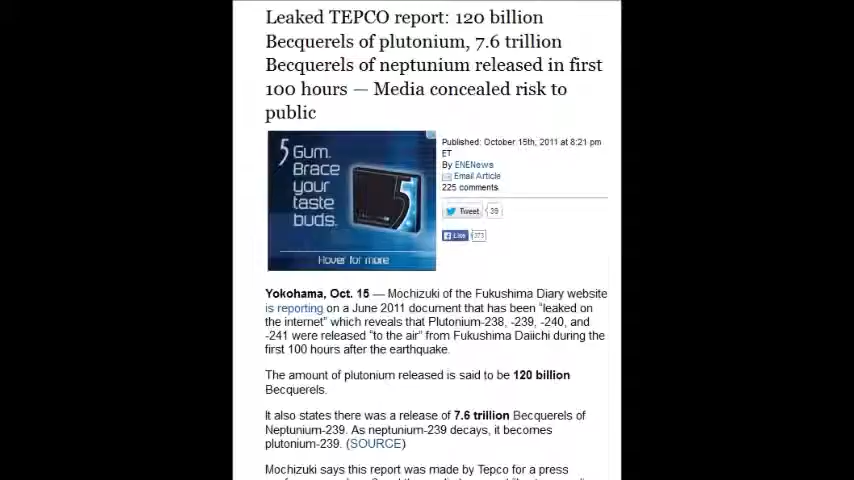 Leaked TEPCO report: 120 billion
Becquerels of plutonium, 7.6 trillion
Becquerels of neptunium released in first
100 hours — Media concealed risk to
public
5 Gum.
Brace
your
taste
buds.
Hover for more
Published: October 15th, 2011 at 8:21 pm
ET
By ENENews
Email Article
225 comments
Tweet 39
Like 373
Yokohama, Oct. 15 — Mochizuki of the Fukushima Diary website
is reporting on a June 2011 document that has been "leaked on
the internet" which reveals that Plutonium-238, -239, -240, and
-241 were released "to the air" from Fukushima Daiichi during the
first 100 hours after the earthquake.
The amount of plutonium released is said to be 120 billion
Becquerels.
It also states there was a release of 7.6 trillion Becquerels of
Neptunium-239. As neptunium-239 decays, it becomes
plutonium-239. (SOURCE)
Mochizuki says this report was made by Tepco for a press